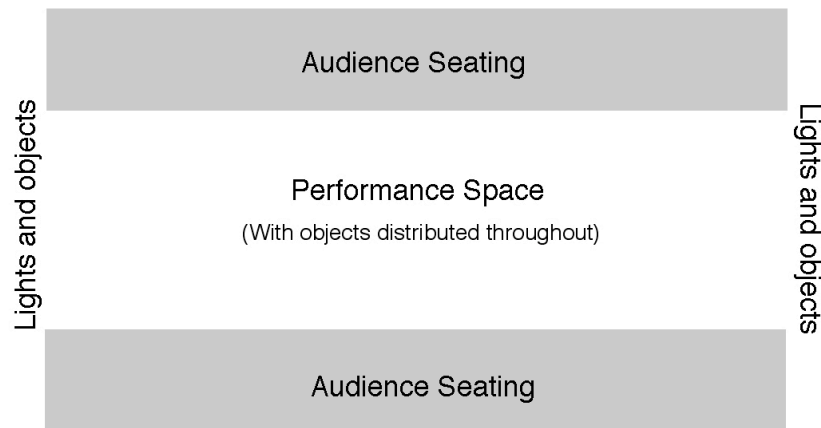 Audience Seating
Lights and objects
Performance Space
(With objects distributed throughout)
Lights and objects
Audience Seating